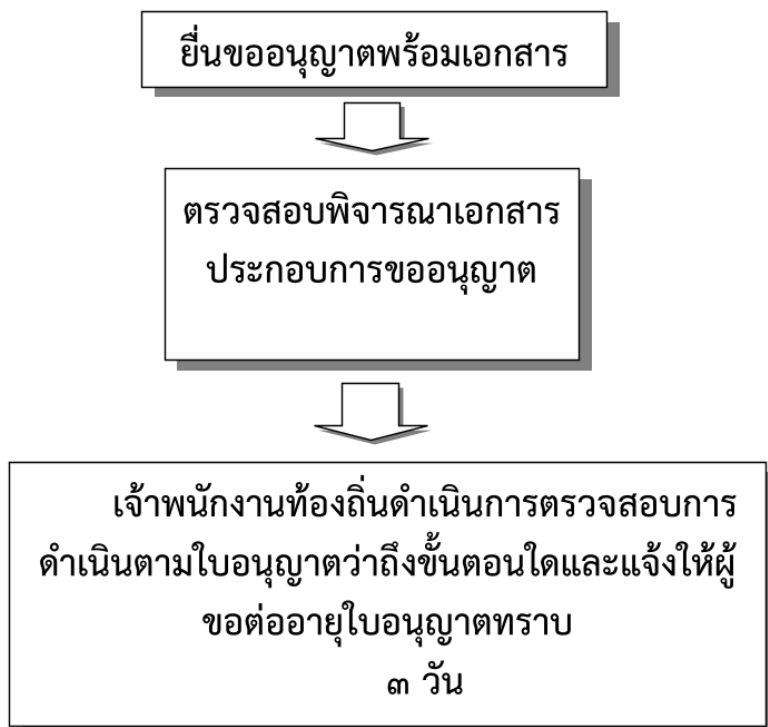 ยื่นขออนุญาตพร้อมเอกสาร
ตรวจสอบพิจารณาเอกสาร
ประกอบการขออนุญาต
เจ้าพนักงานท้องถิ่นดำเนินการตรวจสอบการ
ดำเนินตามใบอนุญาตว่าถึงขั้นตอนใดและแจ้งให้ผู้
ขอต่ออายุใบอนุญาตทราบ
๓ วัน